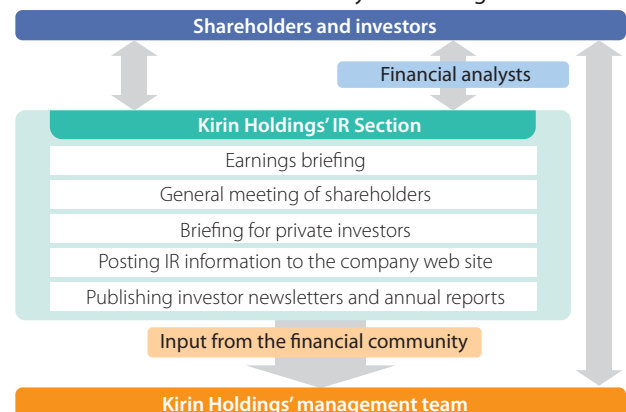 Shareholders and investors
Financial analysts
Kirin Holdings' IR Section
Earnings briefing
General meeting of shareholders
Briefing for private investors
Posting IR information to the company web site
Publishing investor newsletters and annual reports
Input from the financial community
Kirin Holdings' management team